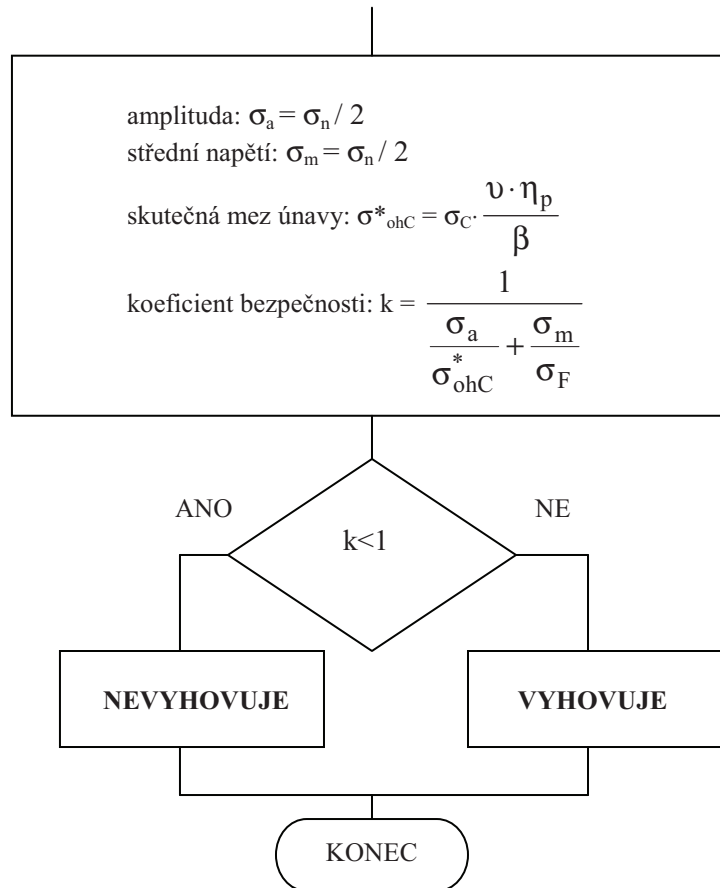 amplituda: σa = σn / 2
střední napětí: σm = σn / 2
skutečná mez únavy: σ*ohC = σC· υ · ηp / β
koeficient bezpečnosti: k = 1 / (σa / σ*ohC + σm / σF)
ANO
NE
k<1
NEVYHOVUJE
VYHOVUJE
KONEC